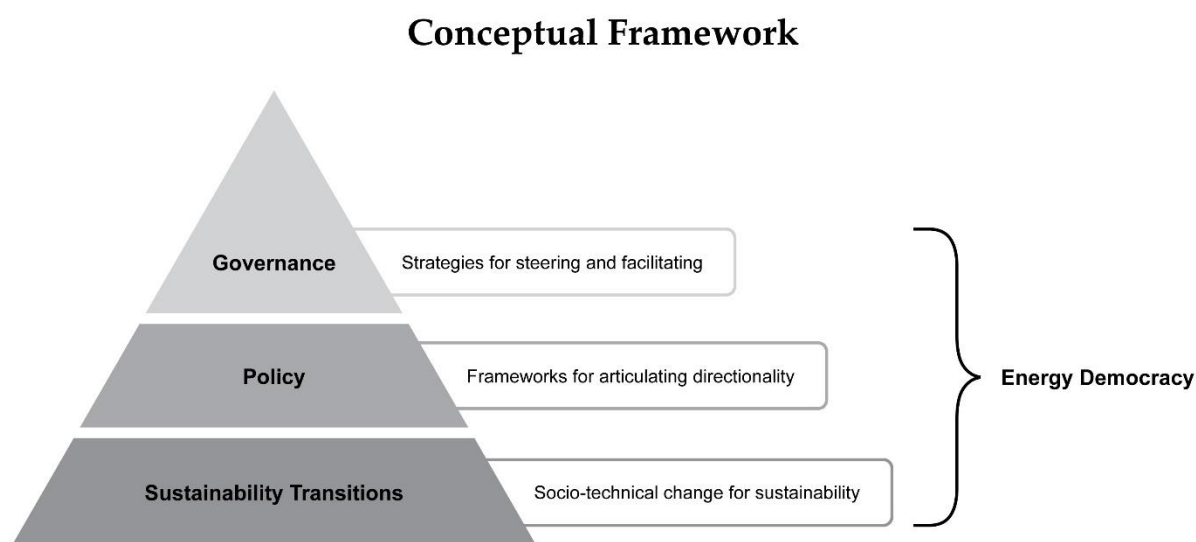 Conceptual Framework
Governance
Strategies for steering and facilitating
Policy
Frameworks for articulating directionality
Energy Democracy
Sustainability Transitions
Socio-technical change for sustainability